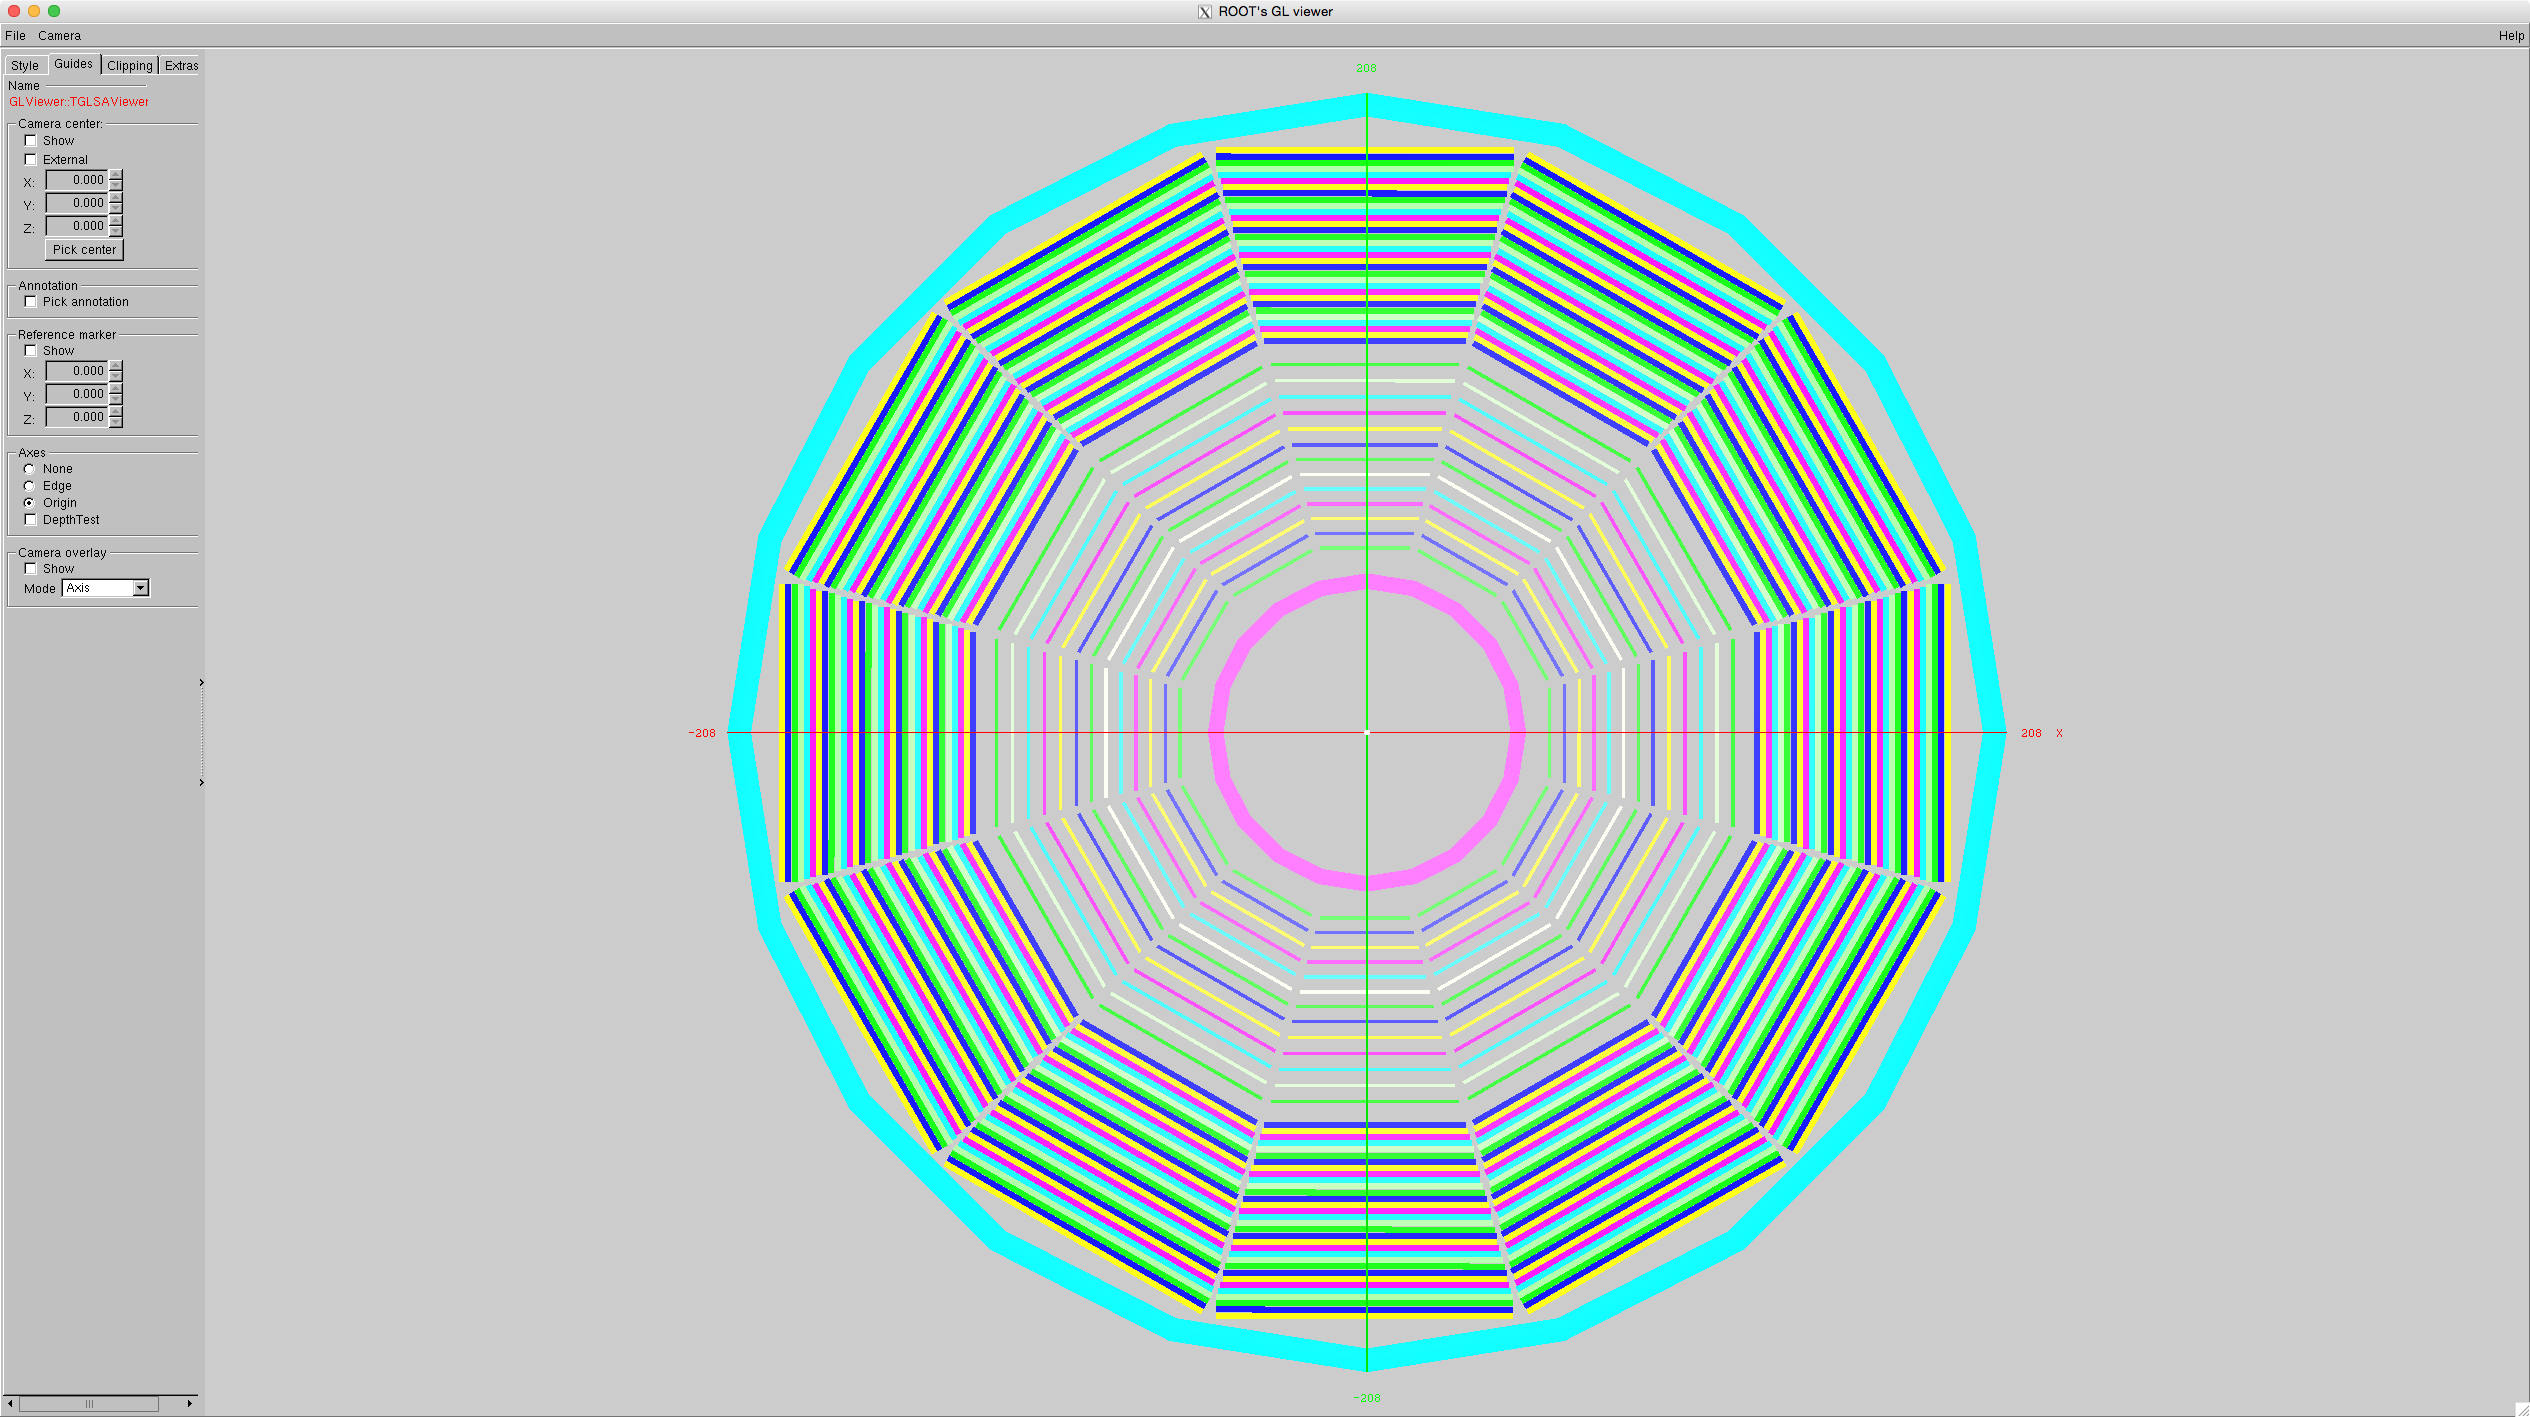 ROOT's GL viewer
File Camera Help
Style Guides Clipping Extras
Name
GLViewer::TGLSAViewer
Camera center:
Show
External
X: 0.000
Y: 0.000
Z: 0.000
Pick center
Annotation
Pick annotation
Reference marker
Show
X: 0.000
Y: 0.000
Z: 0.000
Axes
None
Edge
Origin
DepthTest
Camera overlay
Show
Mode Axis
208
-208
208 X
-208